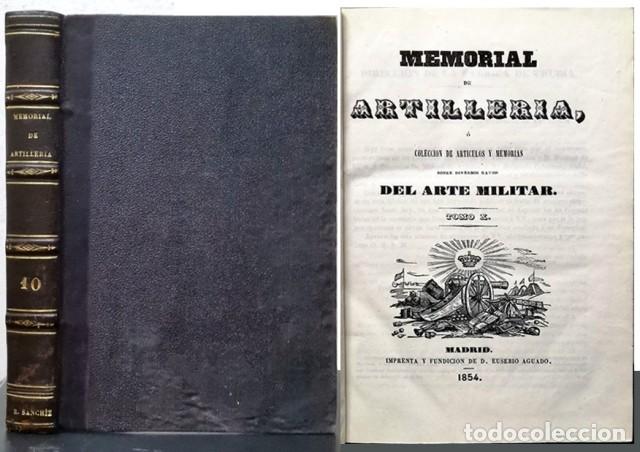 MEMORIAL
DE
ARTILLERIA
10
R. SANCHÍZ
MEMORIAL
DE
ARTILLERIA,
Ó
COLECCION DE ARTICULOS Y MEMORIAS
SOBRE DIVERSOS RAMOS
DEL ARTE MILITAR.
TOMO X.
MADRID.
IMPRENTA Y FUNDICION DE D. EUSEBIO AGUADO.
1854.
todocoleccion